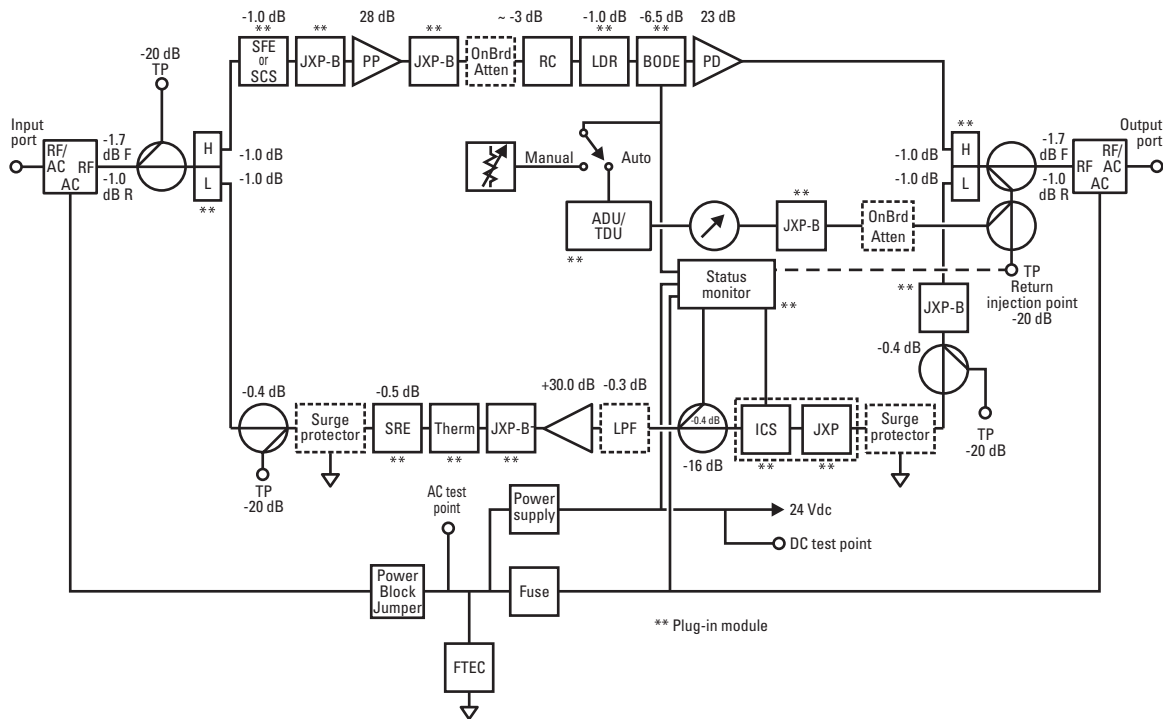 -1.0 dB
**
SFE
or
SCS
**
JXP-B
28 dB
PP
**
JXP-B
OnBrd
Atten
~ -3 dB
RC
-1.0 dB
**
LDR
-6.5 dB
**
BODE
23 dB
PD
-20 dB
TP
Input
port
RF/
AC
RF
AC
-1.7
dB F
-1.0
dB R
H
L
**
-1.0 dB
-1.0 dB
Manual
Auto
ADU/
TDU
**
**
JXP-B
OnBrd
Atten
-1.0 dB
-1.0 dB
**
H
L
-1.7
dB F
-1.0
dB R
RF
RF/
AC
AC
Output
port
TP
Return
injection point
-20 dB
Status
monitor
**
**
JXP-B
-0.4 dB
TP
-20 dB
-0.4 dB
TP
-20 dB
Surge
protector
-0.5 dB
SRE
**
Therm
**
JXP-B
**
+30.0 dB
-0.3 dB
LPF
-0.4 dB
-16 dB
ICS
**
JXP
**
Surge
protector
AC test
point
Power
supply
24 Vdc
DC test point
Power
Block
Jumper
Fuse
FTEC
** Plug-in module